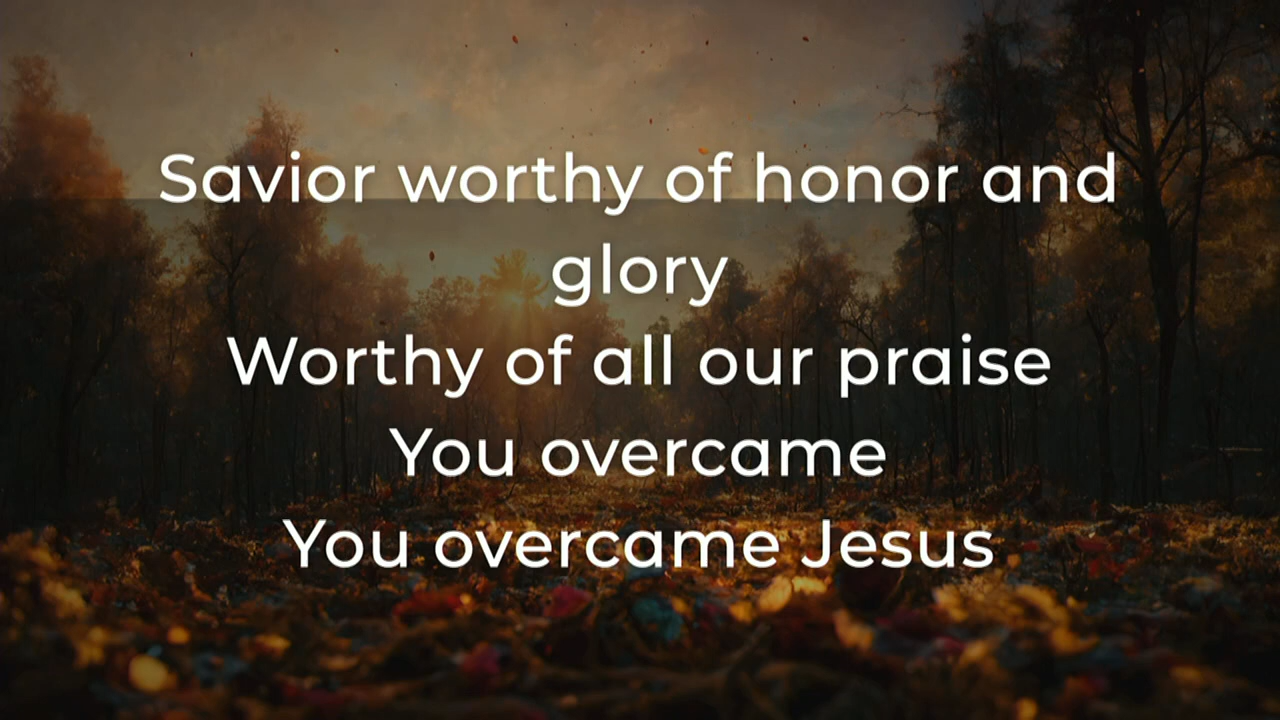 Savior worthy of honor and
glory
Worthy of all our praise
You overcame
You overcame Jesus